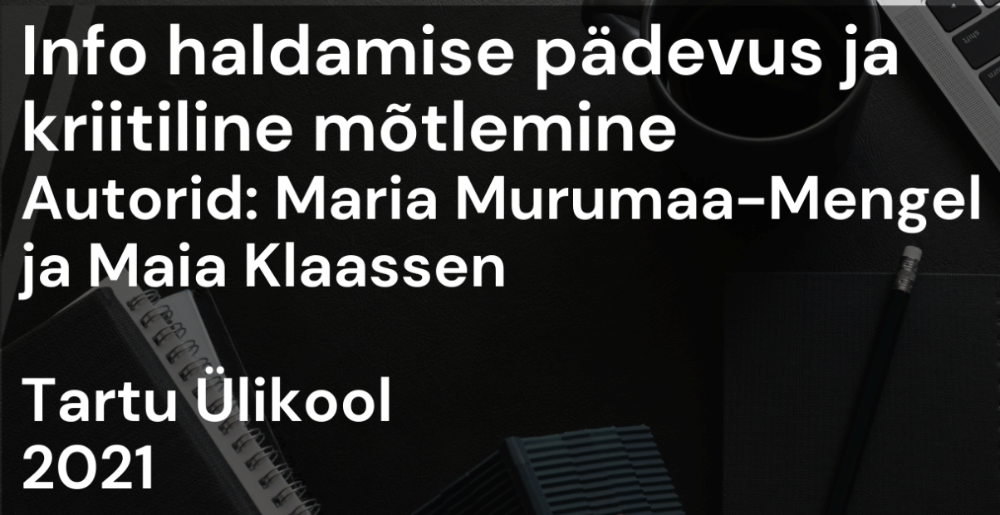 Info haldamise pädevus ja
kriitiline mõtlemine
Autorid: Maria Murumaa-Mengel
ja Maia Klaassen
Tartu Ülikool
2021